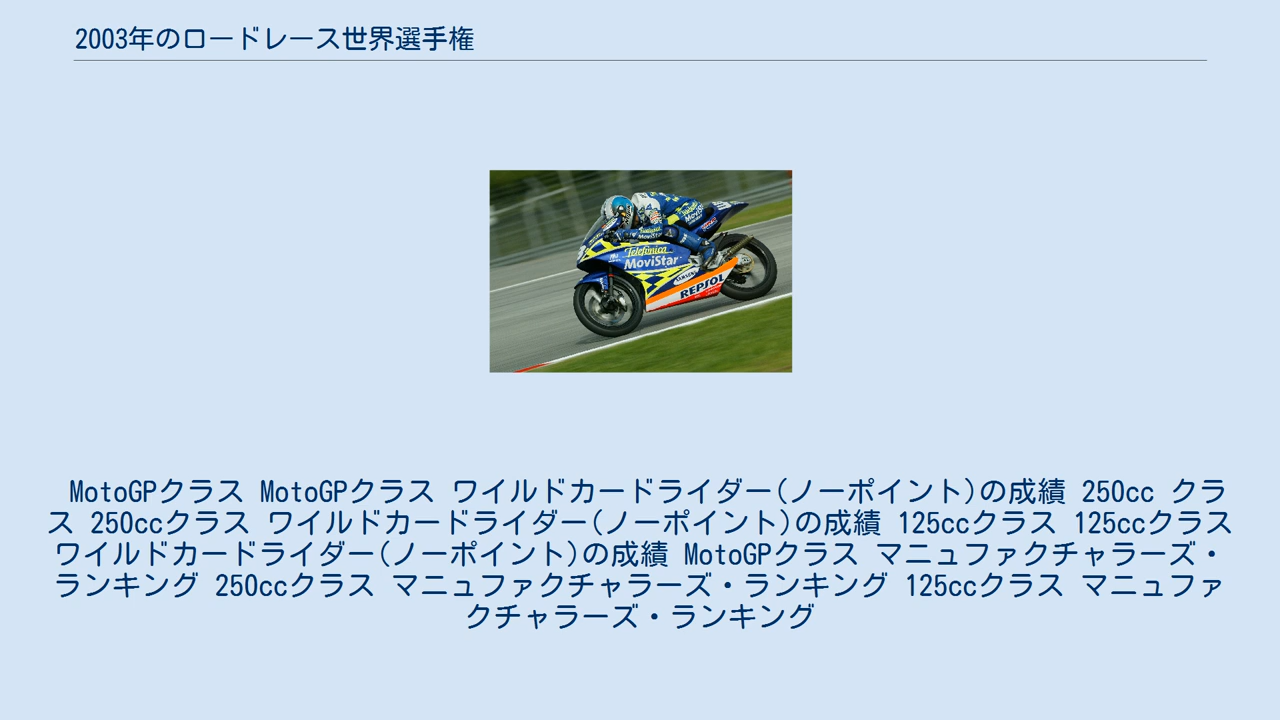 2003年のロードレース世界選手権
Telefónica
MoviStar
SAMSUNG
REPSOL
MotoGPクラス MotoGPクラス ワイルドカードライダー(ノーポイント)の成績 250cc クラ
ス 250ccクラス ワイルドカードライダー(ノーポイント)の成績 125ccクラス 125ccクラス
ワイルドカードライダー(ノーポイント)の成績 MotoGPクラス マニュファクチャラーズ・
ランキング 250ccクラス マニュファクチャラーズ・ランキング 125ccクラス マニュファ
クチャラーズ・ランキング